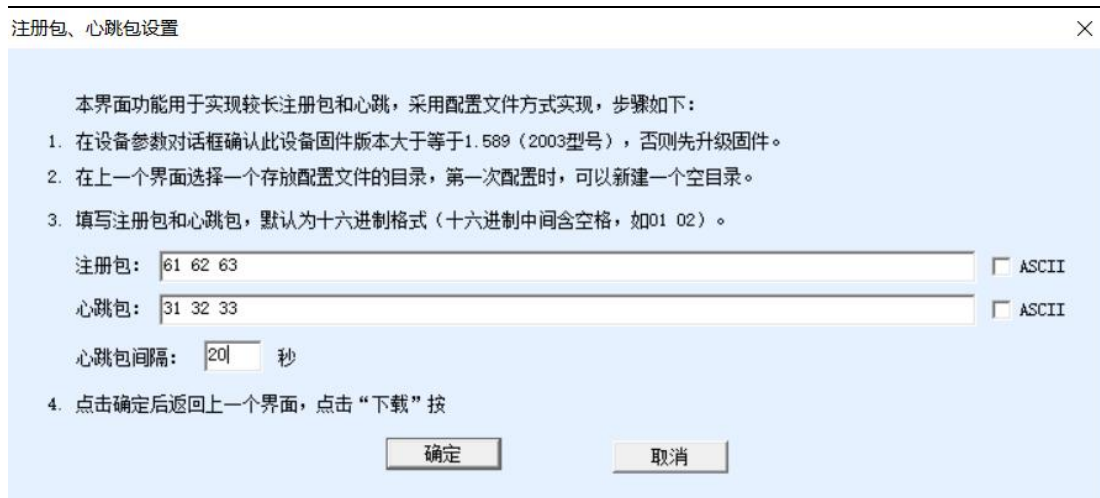 注册包、心跳包设置
本界面功能用于实现较长注册包和心跳，采用配置文件方式实现，步骤如下：
1. 在设备参数对话框确认此设备固件版本大于等于1.589（2003型号），否则先升级固件。
2. 在上一个界面选择一个存放配置文件的目录，第一次配置时，可以新建一个空目录。
3. 填写注册包和心跳包，默认为十六进制格式（十六进制中间含空格，如01 02）。
注册包： 61 62 63 ASCII
心跳包： 31 32 33 ASCII
心跳包间隔： 20 秒
4. 点击确定后返回上一个界面，点击“下载”按
确定 取消